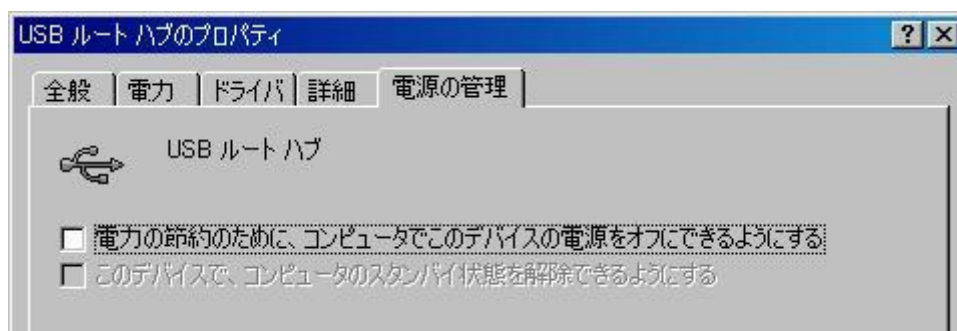 USB ルート ハブのプロパティ
全般 電力 ドライバ 詳細 電源の管理
USB ルート ハブ
電力の節約のために、コンピュータでこのデバイスの電源をオフにできるようにする
このデバイスで、コンピュータのスタンバイ状態を解除できるようにする